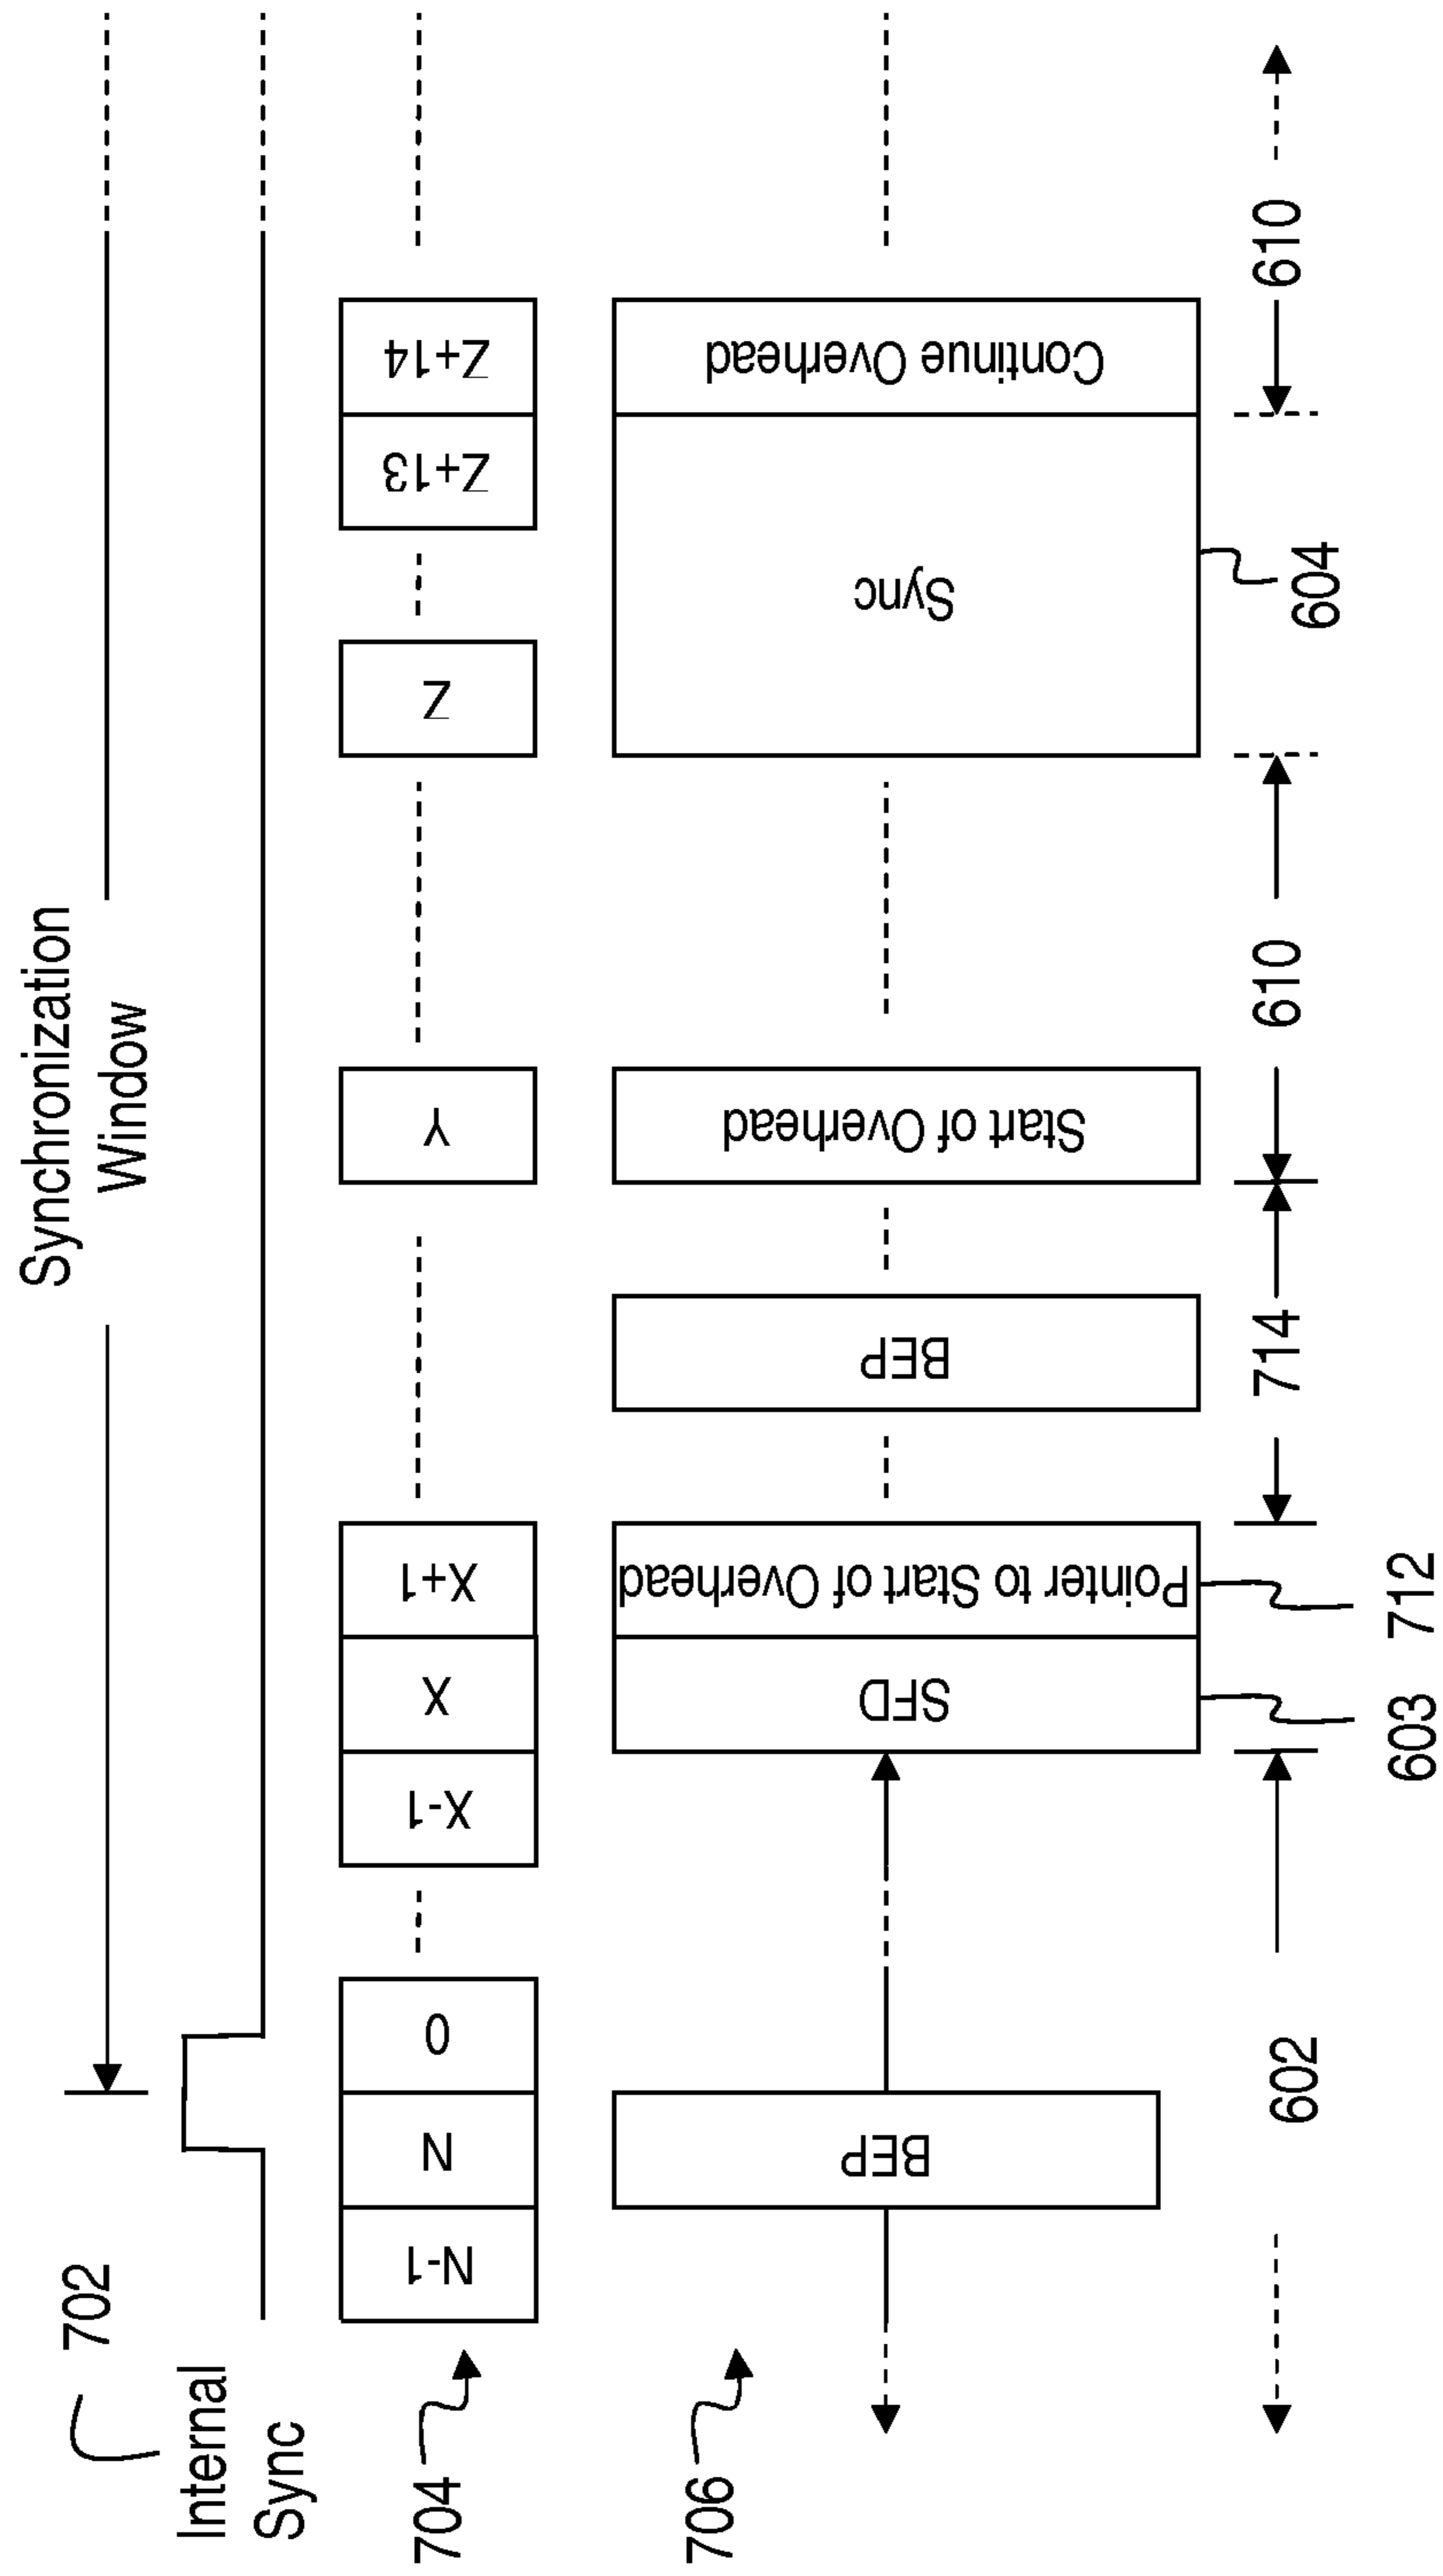 Synchronization
Window
702
Internal
Sync
704
N-1
N
0
X-1
X
X+1
Y
Z
Z+13
Z+14
706
BEP
SFD
Pointer to Start of Overhead
BEP
Start of Overhead
Sync
Continue Overhead
602
603
712
714
610
604
610